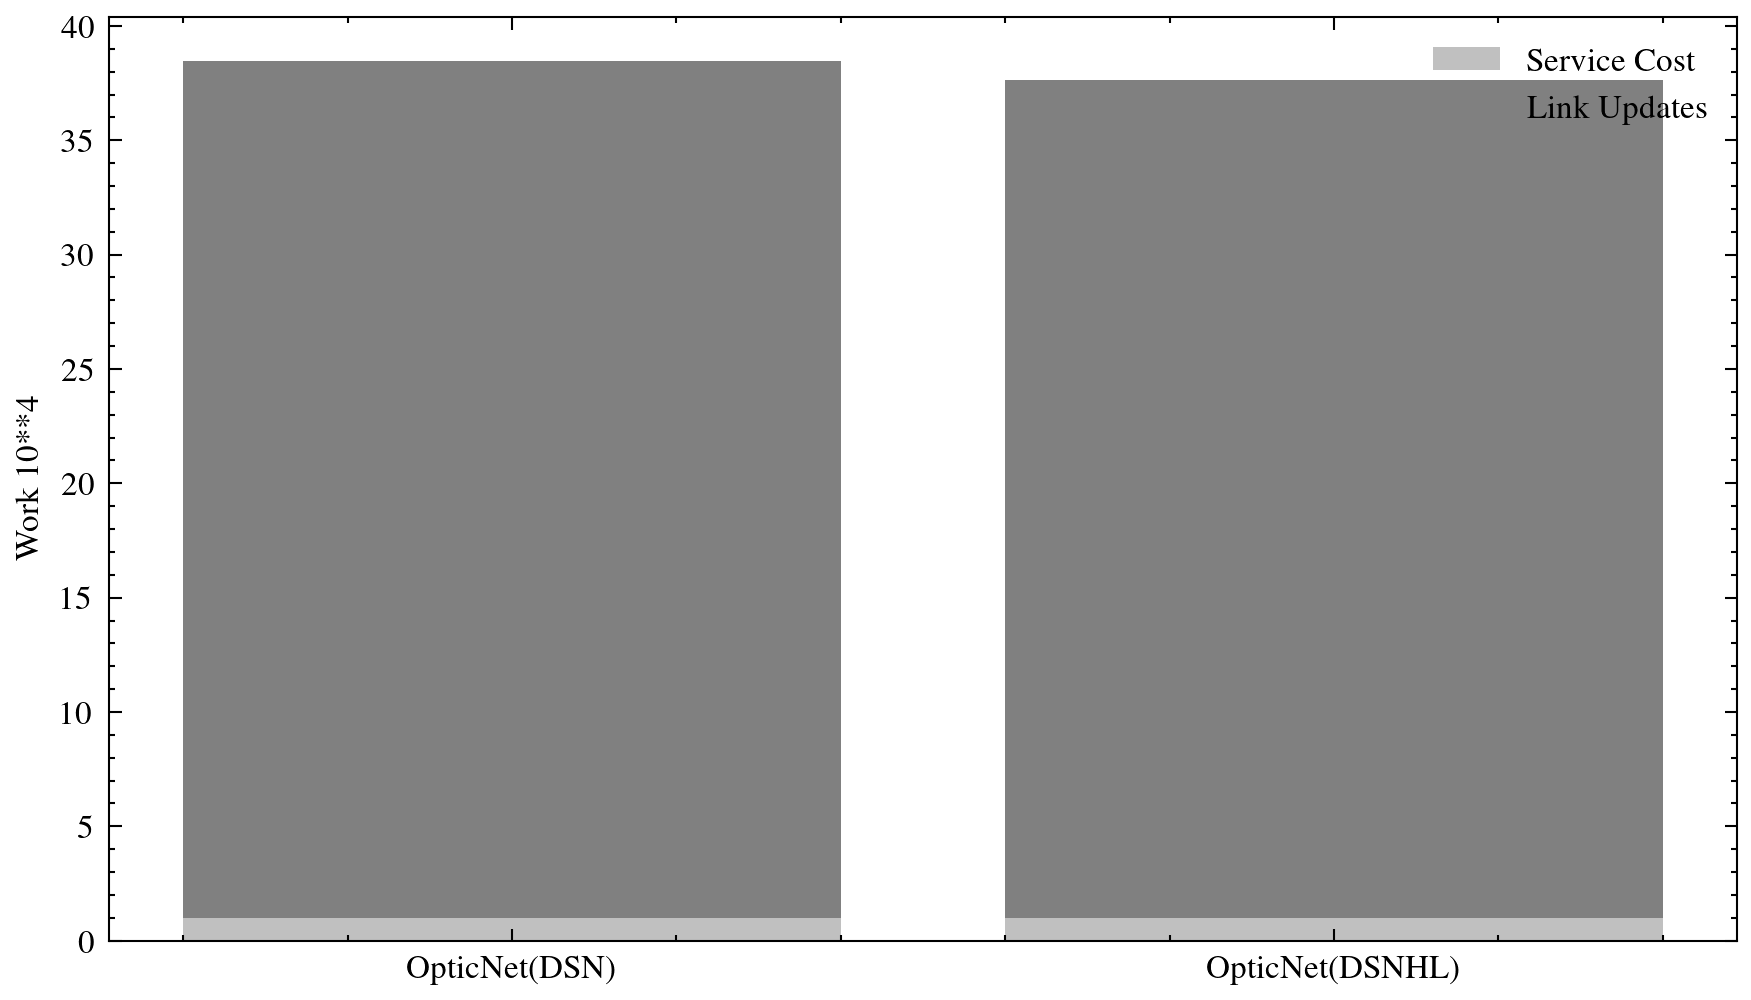 40
35
30
25
20
15
10
5
0
Work 10**4
Service Cost
Link Updates
OpticNet(DSN)
OpticNet(DSNHL)